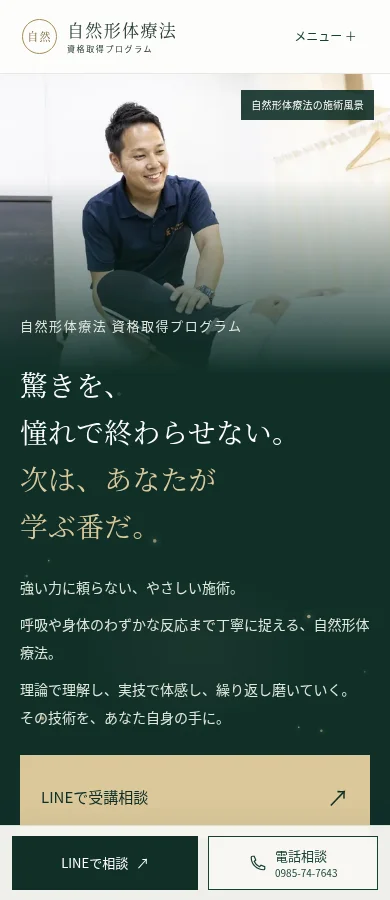 自然
自然形体療法
資格取得プログラム
メニュー ＋
自然形体療法の施術風景
自然形体療法 資格取得プログラム
驚きを、
憧れで終わらせない。
次は、あなたが
学ぶ番だ。
強い力に頼らない、やさしい施術。
呼吸や身体のわずかな反応まで丁寧に捉える、自然形体
療法。
理論で理解し、実技で体感し、繰り返し磨いていく。
その技術を、あなた自身の手に。
LINEで受講相談 ↗
LINEで相談 ↗
電話相談
0985-74-7643